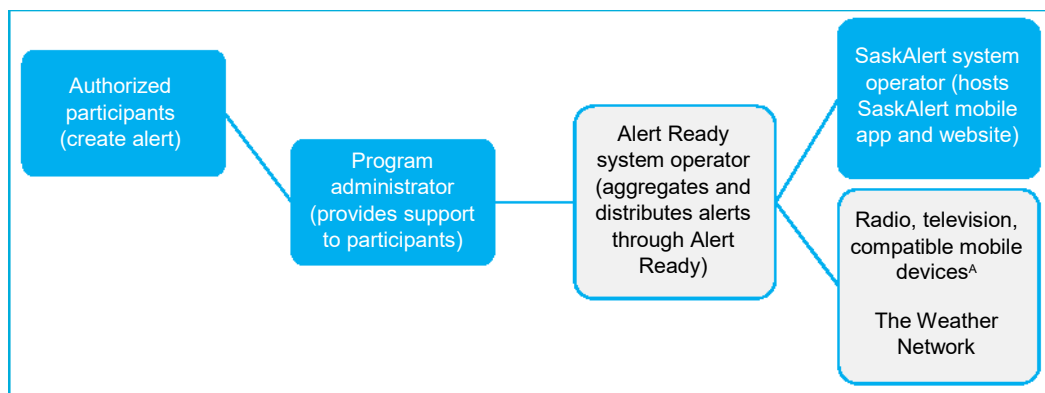 Authorized
participants
(create alert)
Program
administrator
(provides support
to participants)
Alert Ready
system operator
(aggregates and
distributes alerts
through Alert
Ready)
SaskAlert system
operator (hosts
SaskAlert mobile
app and website)
Radio, television,
compatible mobile
devicesᴬ
The Weather
Network